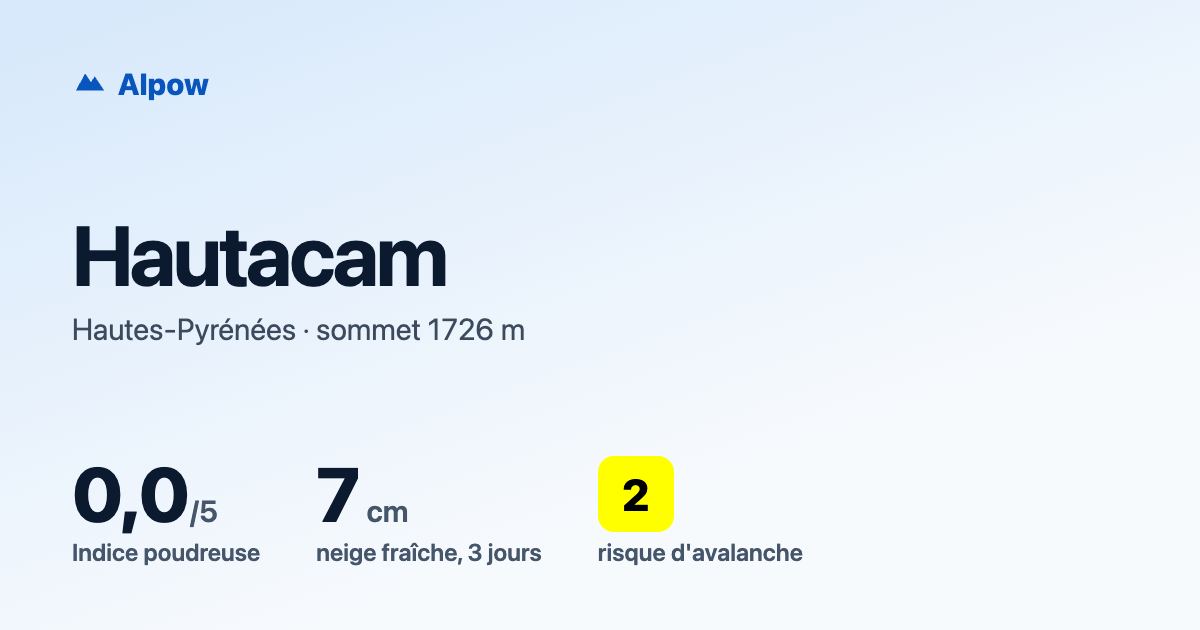 Alpow
Hautacam
Hautes-Pyrénées · sommet 1726 m
0,0/5
Indice poudreuse
7 cm
neige fraîche, 3 jours
2
risque d'avalanche